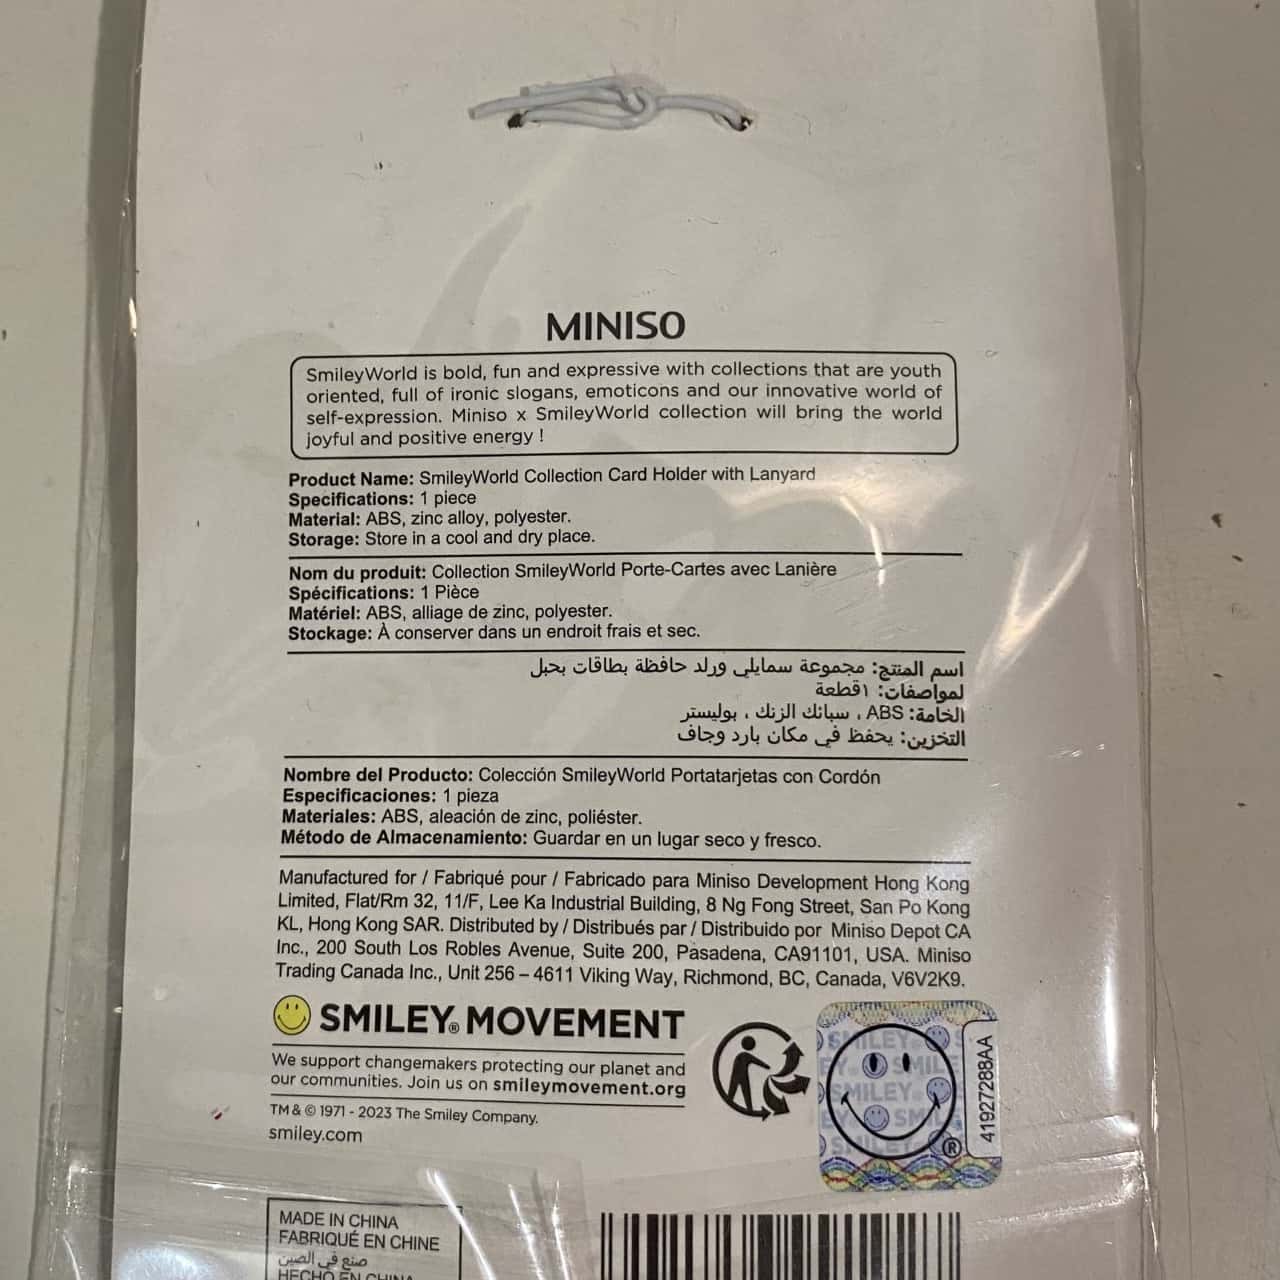 MINISO
SmileyWorld is bold, fun and expressive with collections that are youth
oriented, full of ironic slogans, emoticons and our innovative world of
self-expression. Miniso x SmileyWorld collection will bring the world
joyful and positive energy !
Product Name: SmileyWorld Collection Card Holder with Lanyard
Specifications: 1 piece
Material: ABS, zinc alloy, polyester.
Storage: Store in a cool and dry place.
Nom du produit: Collection SmileyWorld Porte-Cartes avec Lanière
Spécifications: 1 Pièce
Matériel: ABS, alliage de zinc, polyester.
Stockage: À conserver dans un endroit frais et sec.
اسم المنتج: مجموعة سمايلي ورلد حافظة بطاقات بحبل
لمواصفات: ١قطعة
الخامة: ABS ، سبائك الزنك ، بوليستر
التخزين: يحفظ في مكان بارد وجاف
Nombre del Producto: Colección SmileyWorld Portatarjetas con Cordón
Especificaciones: 1 pieza
Materiales: ABS, aleación de zinc, poliéster.
Método de Almacenamiento: Guardar en un lugar seco y fresco.
Manufactured for / Fabriqué pour / Fabricado para Miniso Development Hong Kong
Limited, Flat/Rm 32, 11/F, Lee Ka Industrial Building, 8 Ng Fong Street, San Po Kong
KL, Hong Kong SAR. Distributed by / Distribués par / Distribuido por Miniso Depot CA
Inc., 200 South Los Robles Avenue, Suite 200, Pasadena, CA91101, USA. Miniso
Trading Canada Inc., Unit 256 – 4611 Viking Way, Richmond, BC, Canada, V6V2K9.
SMILEY® MOVEMENT
We support changemakers protecting our planet and
our communities. Join us on smileymovement.org
TM & © 1971 - 2023 The Smiley Company.
smiley.com
SMILEY
SMIL
SMILEY
EY SM
SMILEY
®
41927288AA
MADE IN CHINA
FABRIQUÉ EN CHINE
صنع في الصين
HECHO EN CHINA